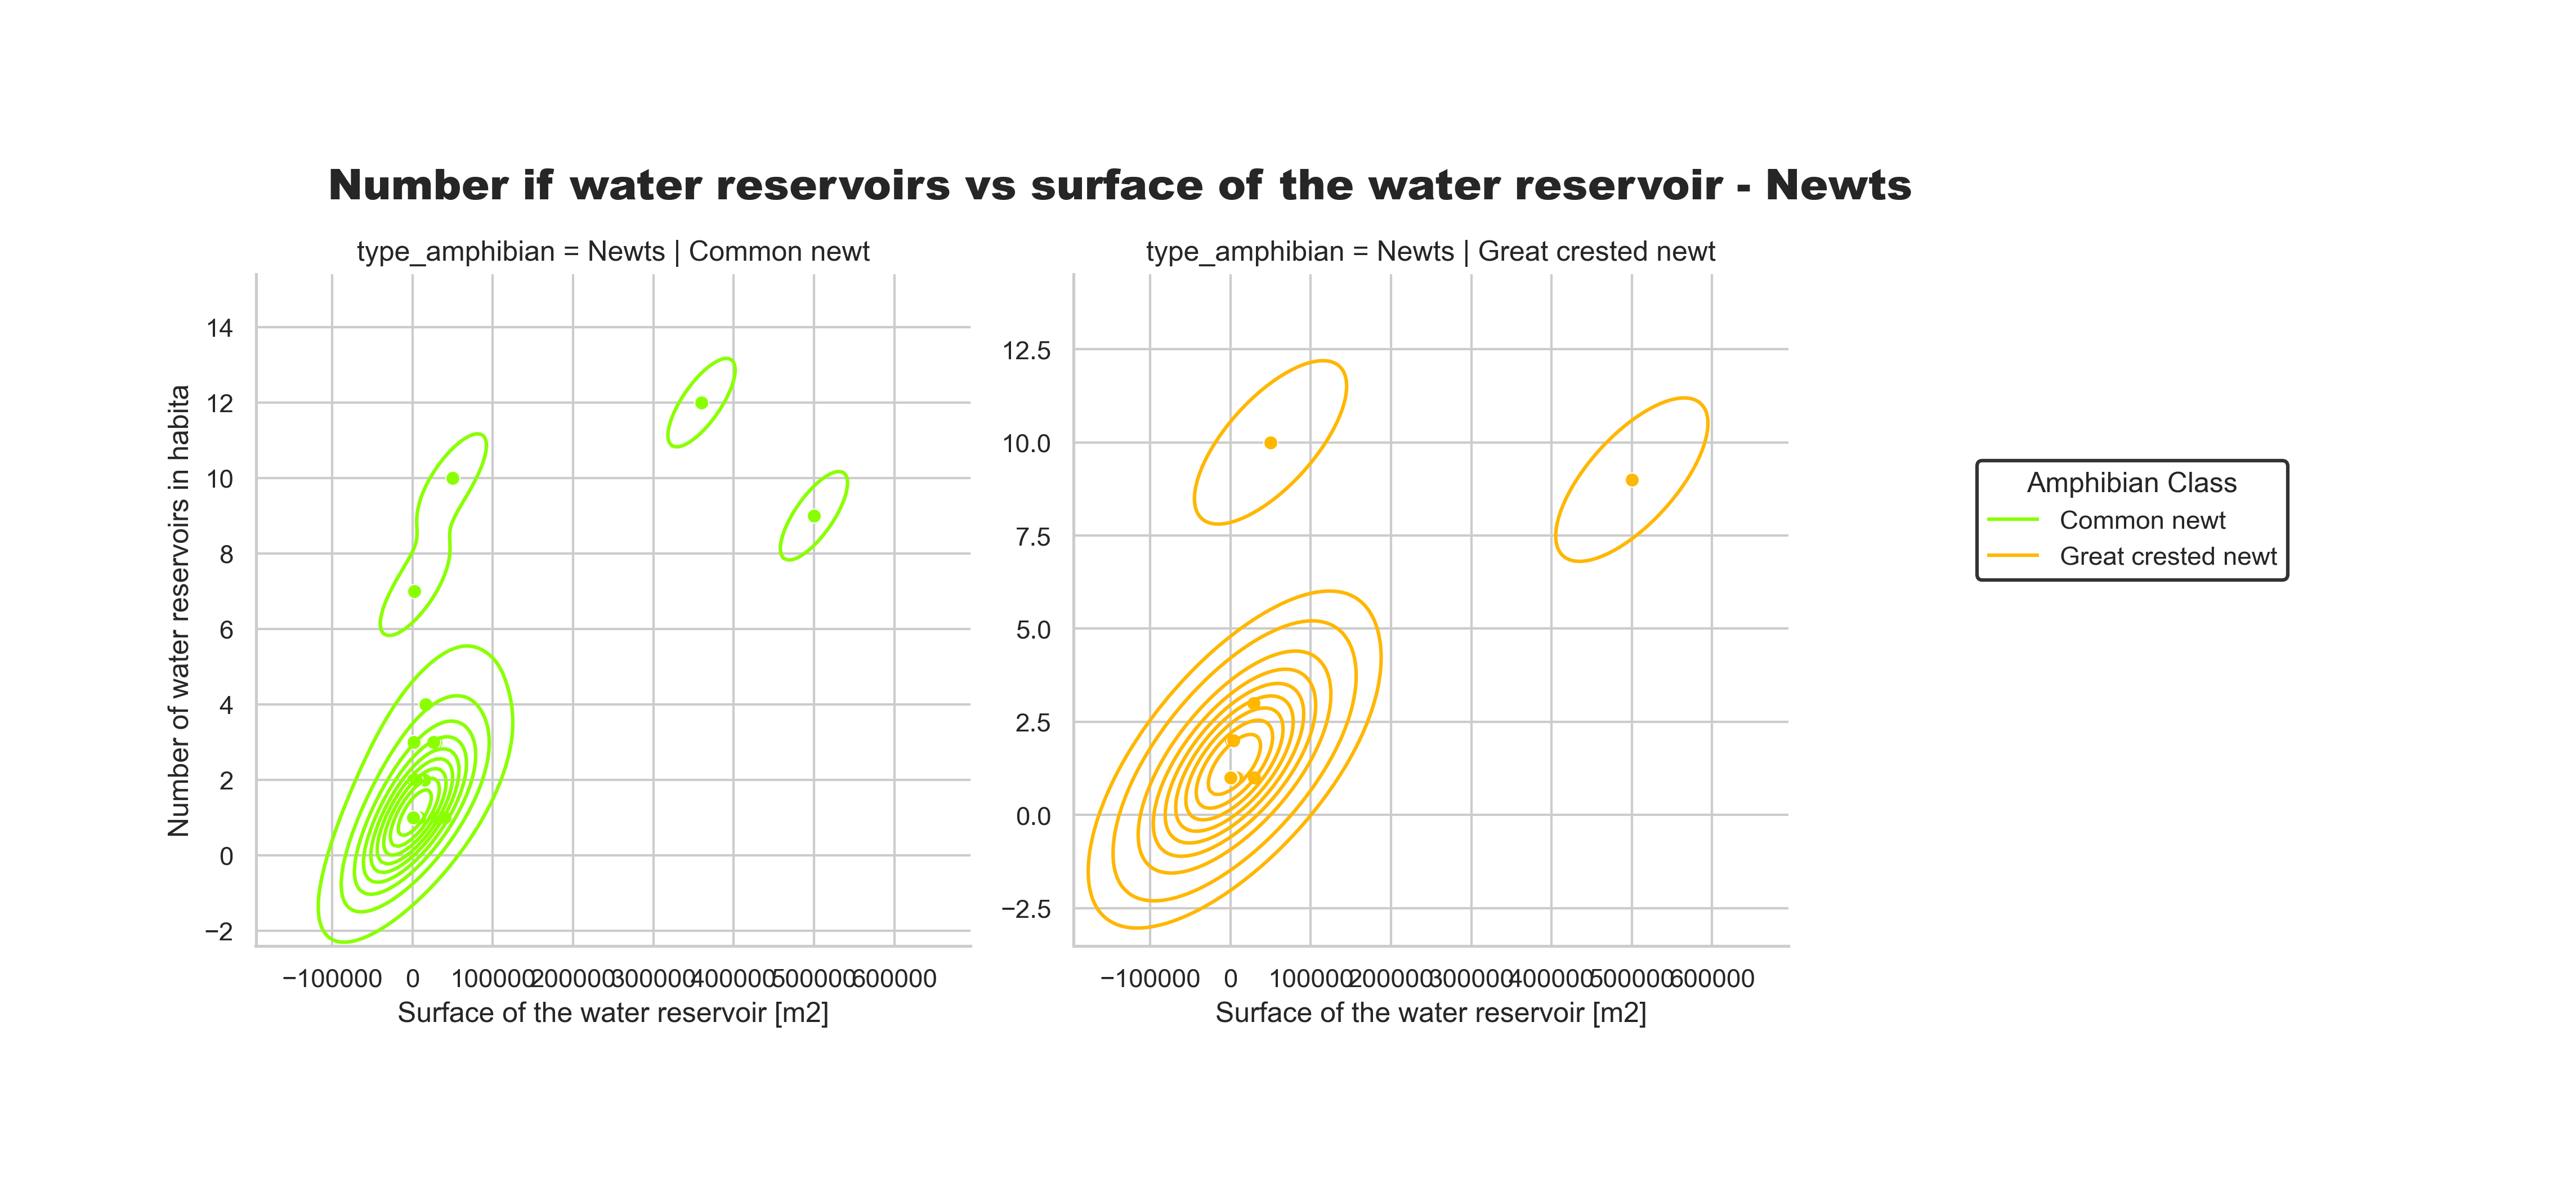 Number if water reservoirs vs surface of the water reservoir - Newts
type_amphibian = Newts | Common newt
type_amphibian = Newts | Great crested newt
Number of water reservoirs in habita
14
12
10
8
6
4
2
0
−2
12.5
10.0
7.5
5.0
2.5
0.0
−2.5
−100000 0 100000 200000 300000 400000 500000 600000
−100000 0 100000 200000 300000 400000 500000 600000
Surface of the water reservoir [m2]
Surface of the water reservoir [m2]
Amphibian Class
Common newt
Great crested newt